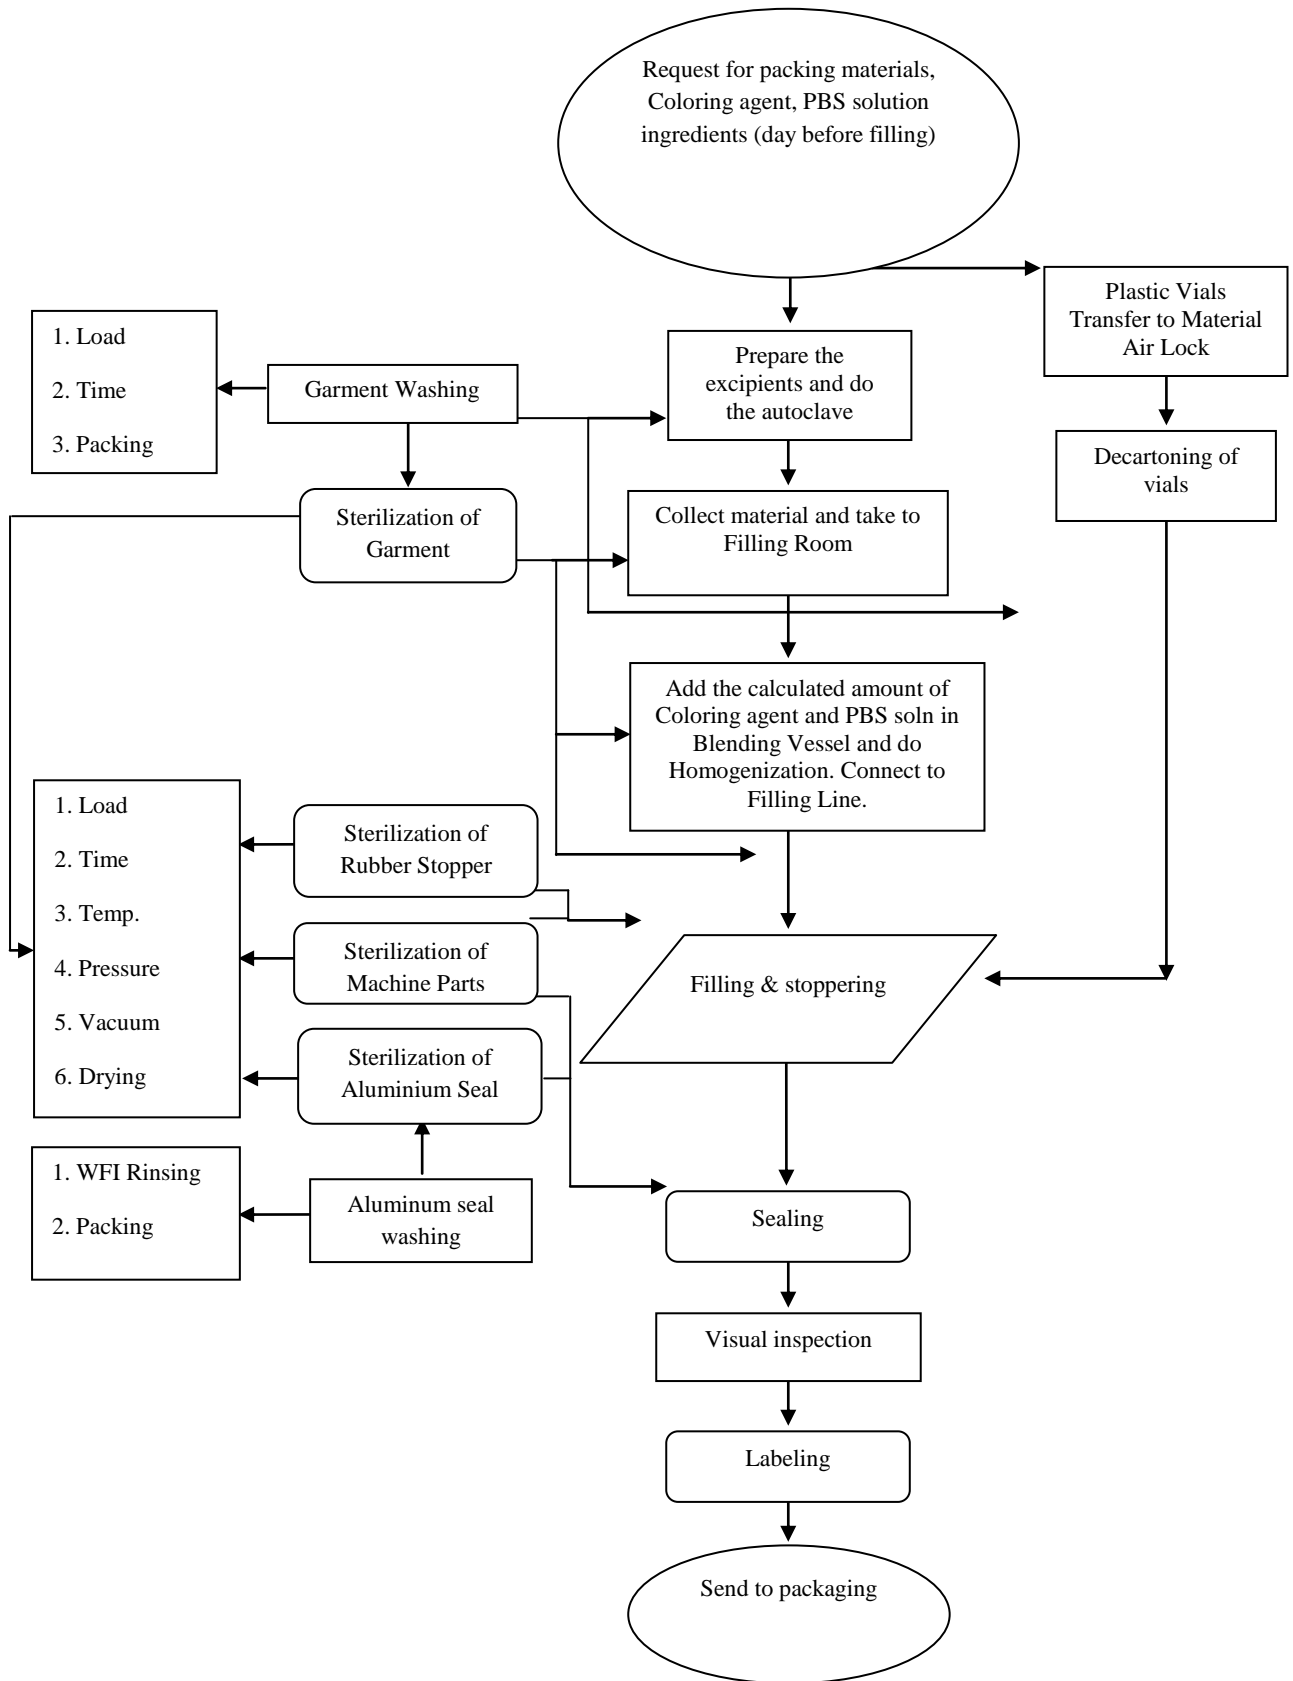 Request for packing materials,
Coloring agent, PBS solution
ingredients (day before filling)
Plastic Vials
Transfer to Material
Air Lock
1. Load
2. Time
3. Packing
Garment Washing
Prepare the
excipients and do
the autoclave
Decartoning of
vials
Sterilization of
Garment
Collect material and take to
Filling Room
Add the calculated amount of
Coloring agent and PBS soln in
Blending Vessel and do
Homogenization. Connect to
Filling Line.
1. Load
2. Time
3. Temp.
4. Pressure
5. Vacuum
6. Drying
Sterilization of
Rubber Stopper
Sterilization of
Machine Parts
Filling & stoppering
Sterilization of
Aluminium Seal
1. WFI Rinsing
2. Packing
Aluminum seal
washing
Sealing
Visual inspection
Labeling
Send to packaging